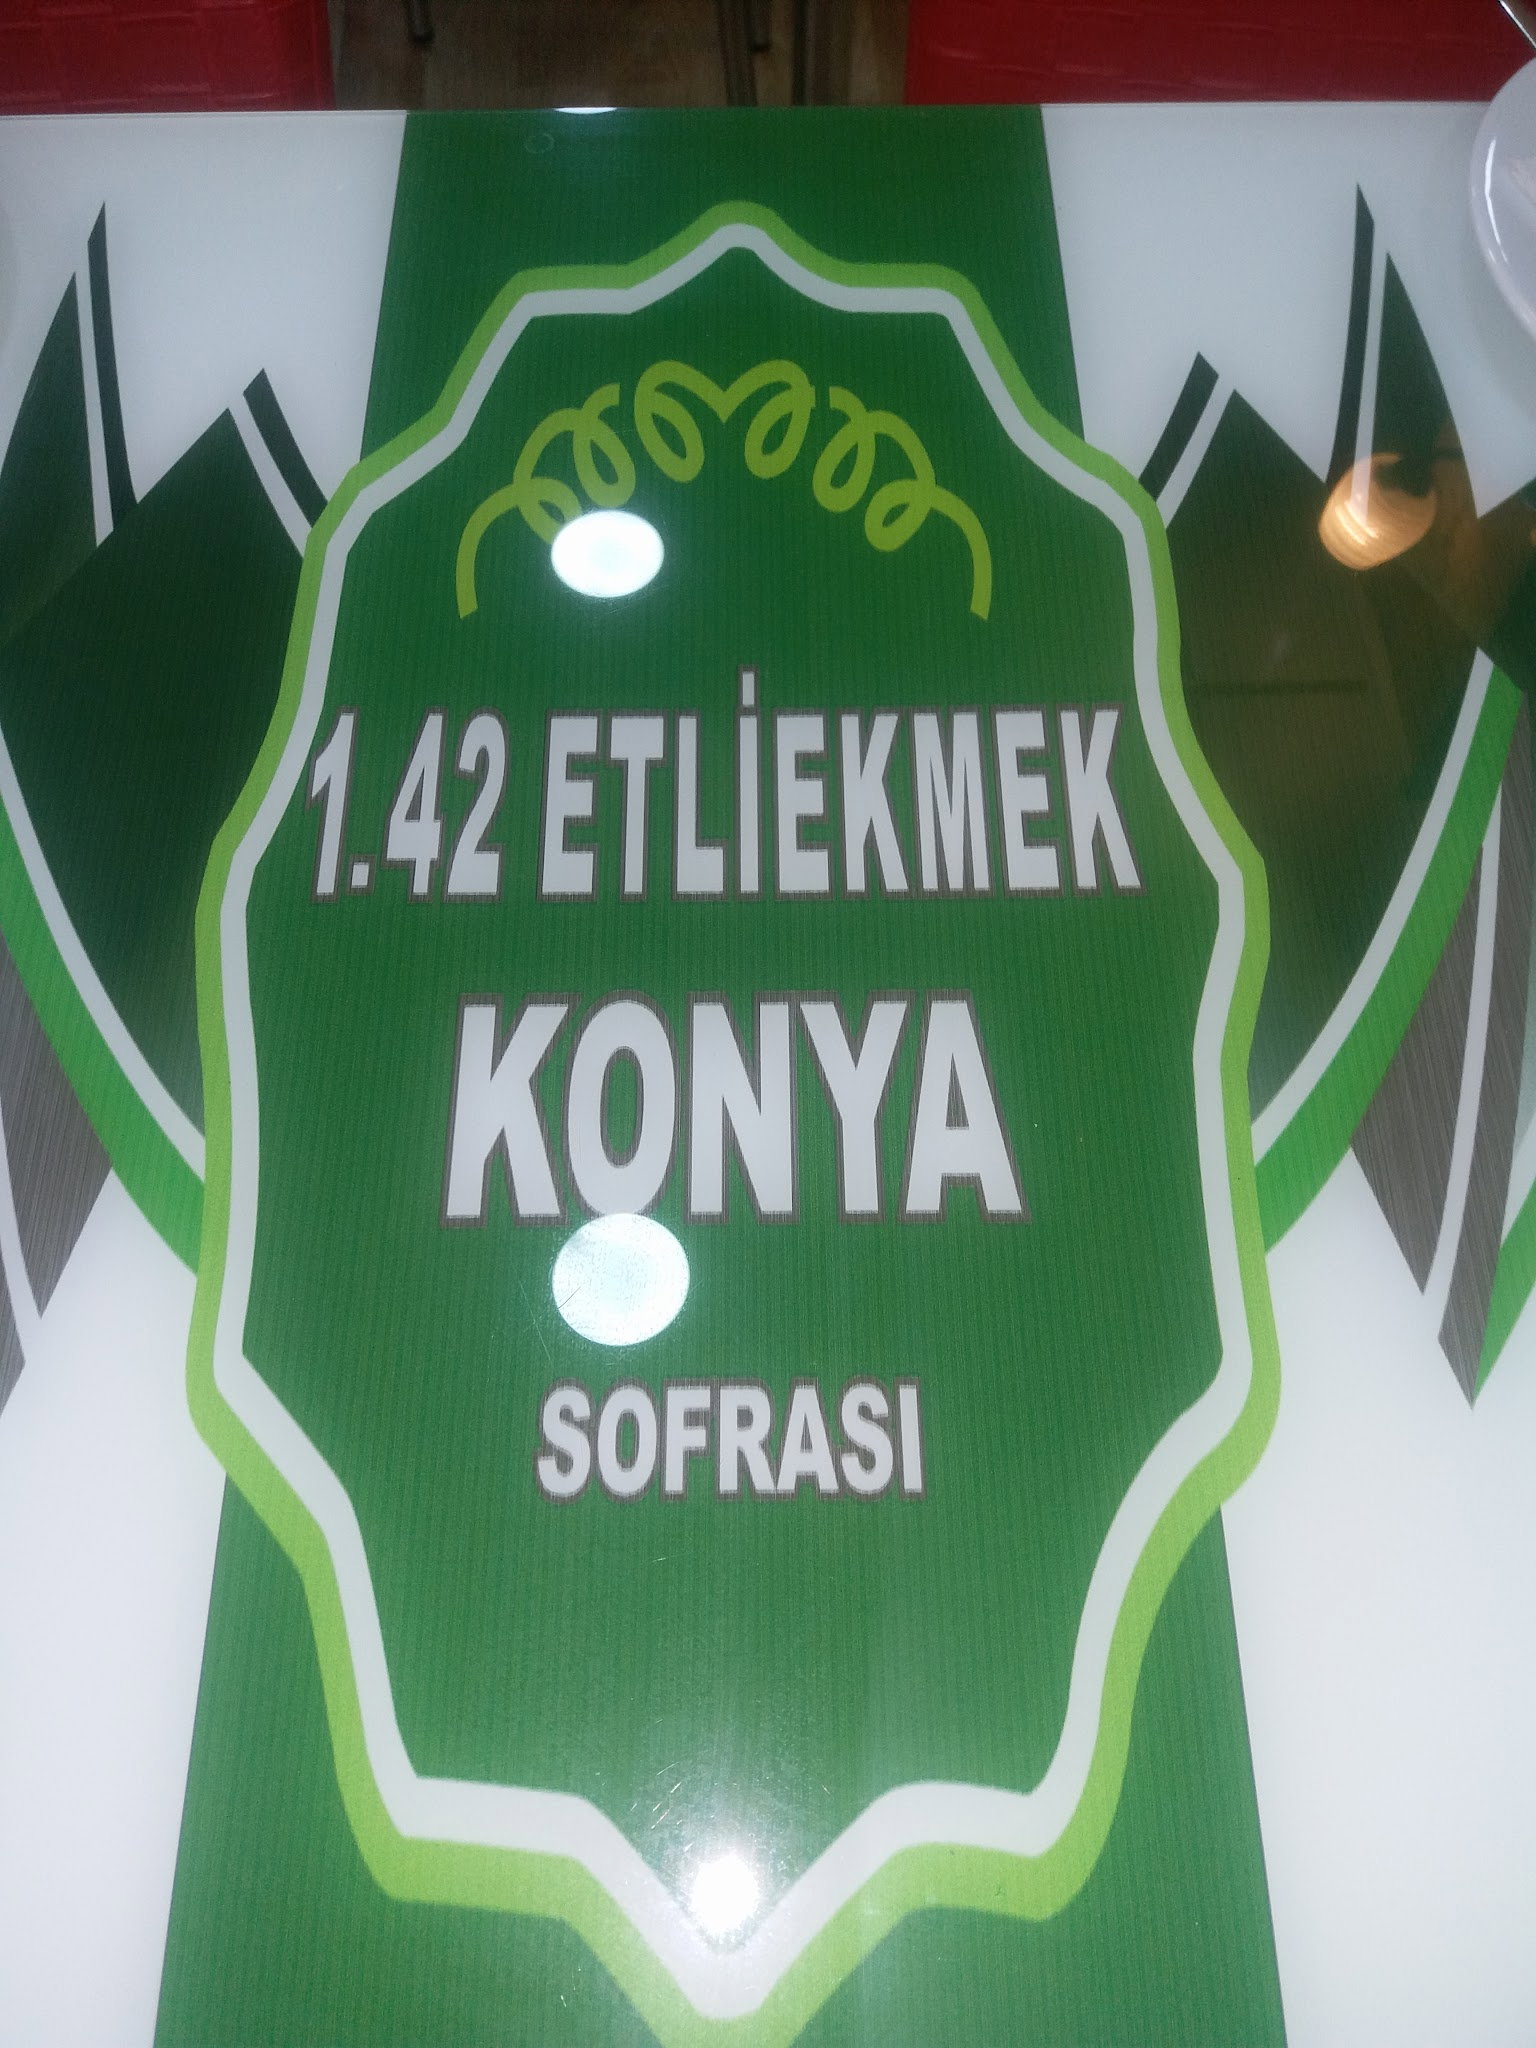 1.42 ETLİEKMEK
KONYA
SOFRASI